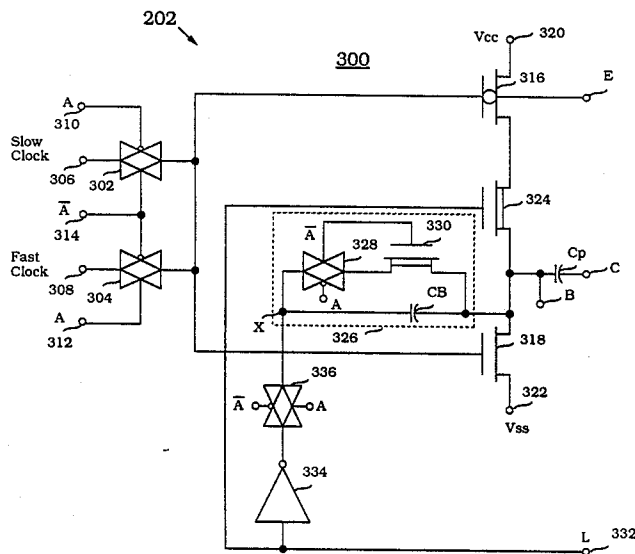 202
300
Vcc
320
316
E
A
310
Slow
Clock
306
302
A̅
314
324
330
A̅
328
Fast
Clock
308
304
A
Cp
C
B
CB
A
312
X
326
318
336
322
A̅
A
Vss
334
L
332